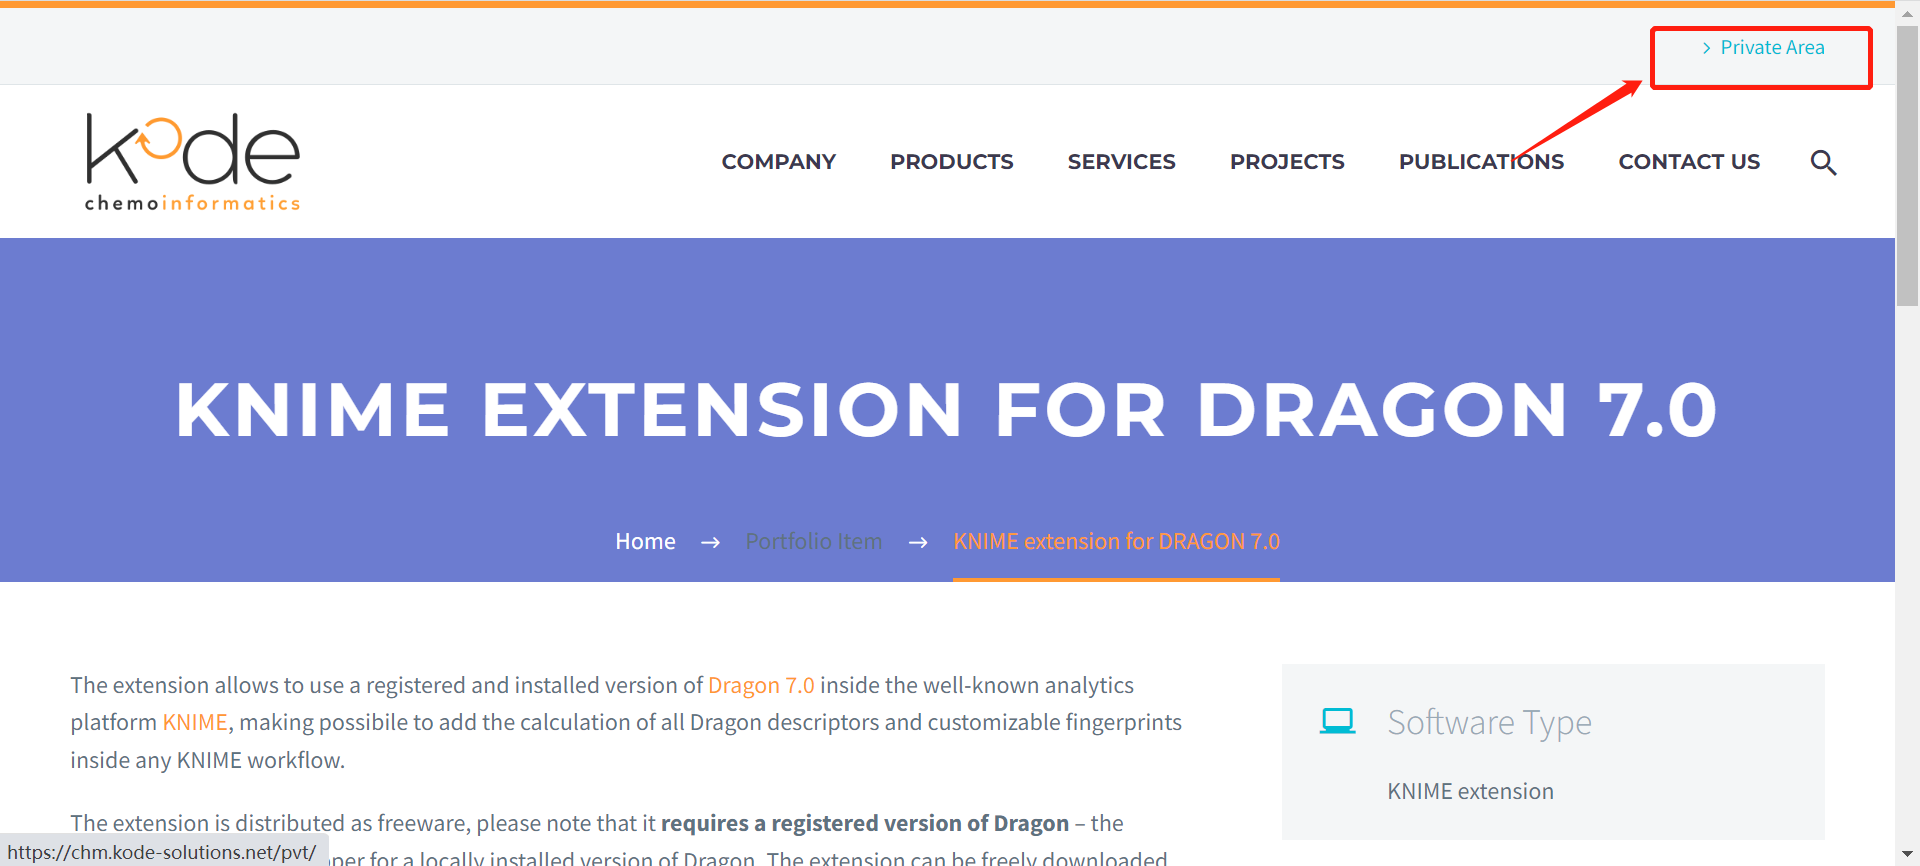 Private Area
kode
chemoinformatics
COMPANY PRODUCTS SERVICES PROJECTS PUBLICATIONS CONTACT US
KNIME EXTENSION FOR DRAGON 7.0
Home → Portfolio Item → KNIME extension for DRAGON 7.0
The extension allows to use a registered and installed version of Dragon 7.0 inside the well-known analytics
platform KNIME, making possibile to add the calculation of all Dragon descriptors and customizable fingerprints
inside any KNIME workflow.
The extension is distributed as freeware, please note that it requires a registered version of Dragon – the
per for a locally installed version of Dragon. The extension can be freely downloaded
Software Type
KNIME extension
https://chm.kode-solutions.net/pvt/